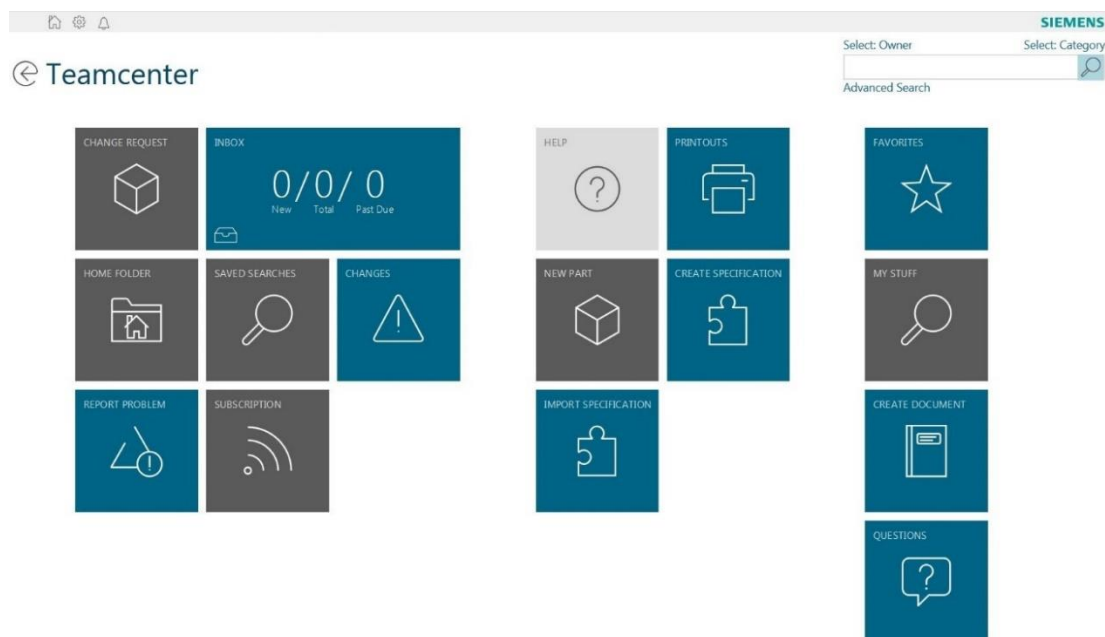 SIEMENS
Select: Owner Select: Category
Teamcenter
Advanced Search
CHANGE REQUEST
INBOX
0/0/ 0
New Total Past Due
HOME FOLDER
SAVED SEARCHES
CHANGES
REPORT PROBLEM
SUBSCRIPTION
HELP
PRINTOUTS
NEW PART
CREATE SPECIFICATION
IMPORT SPECIFICATION
FAVORITES
MY STUFF
CREATE DOCUMENT
QUESTIONS